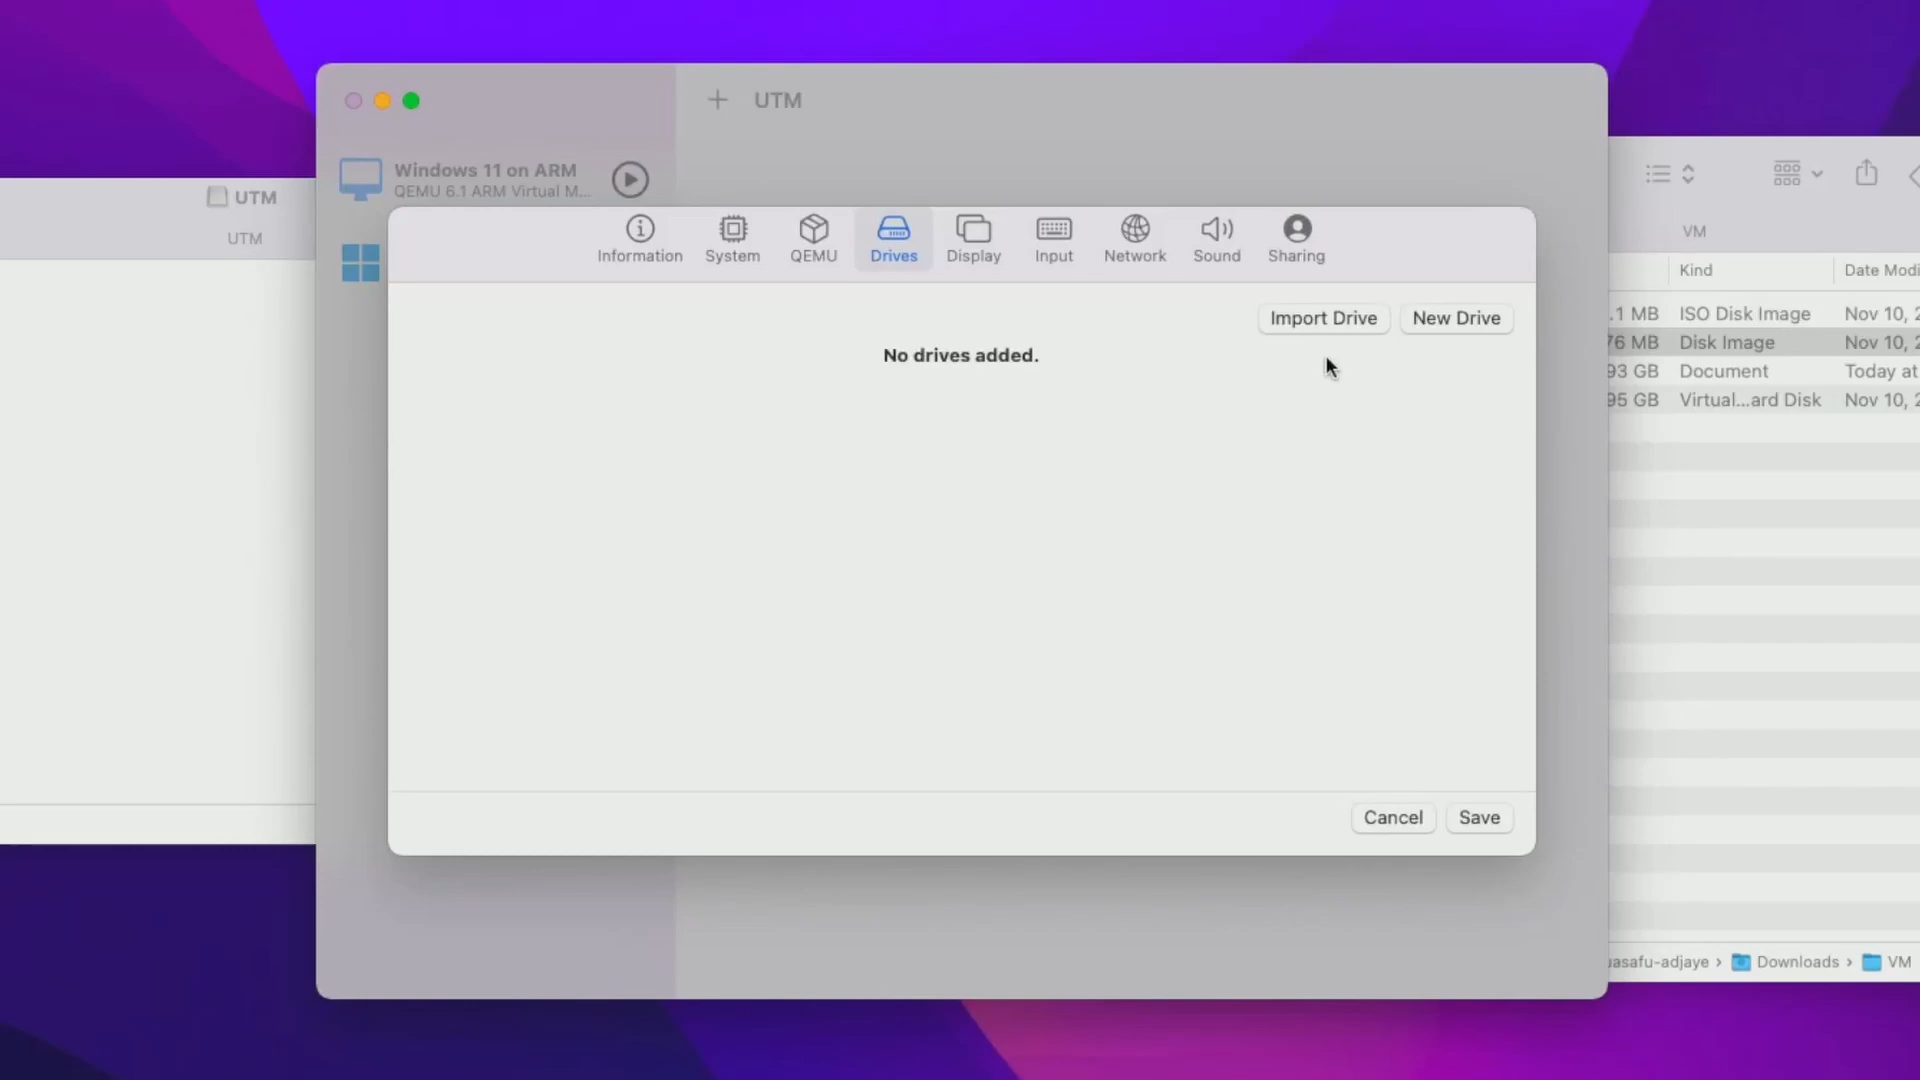 UTM
UTM
UTM
Windows 11 on ARM
QEMU 6.1 ARM Virtual M...
Information
System
QEMU
Drives
Display
Input
Network
Sound
Sharing
Import Drive
New Drive
No drives added.
Cancel
Save
VM
Kind
Date Modi
.1 MB ISO Disk Image Nov 10, 2
76 MB Disk Image Nov 10, 2
93 GB Document Today at
95 GB Virtual...ard Disk Nov 10, 2
uasafu-adjaye › Downloads › VM